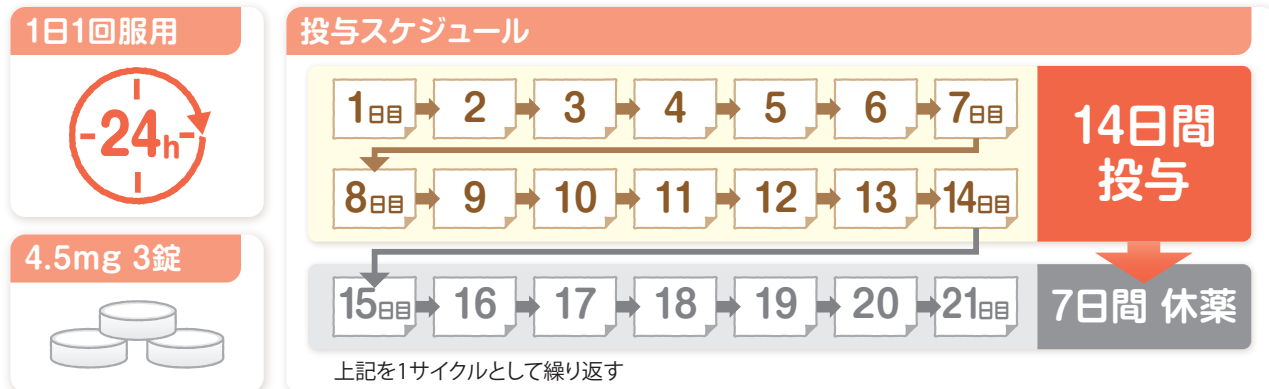 1日1回服用
24h
4.5mg 3錠
投与スケジュール
1日目 2 3 4 5 6 7日目
8日目 9 10 11 12 13 14日目
14日間
投与
15日目 16 17 18 19 20 21日目
7日間 休薬
上記を1サイクルとして繰り返す